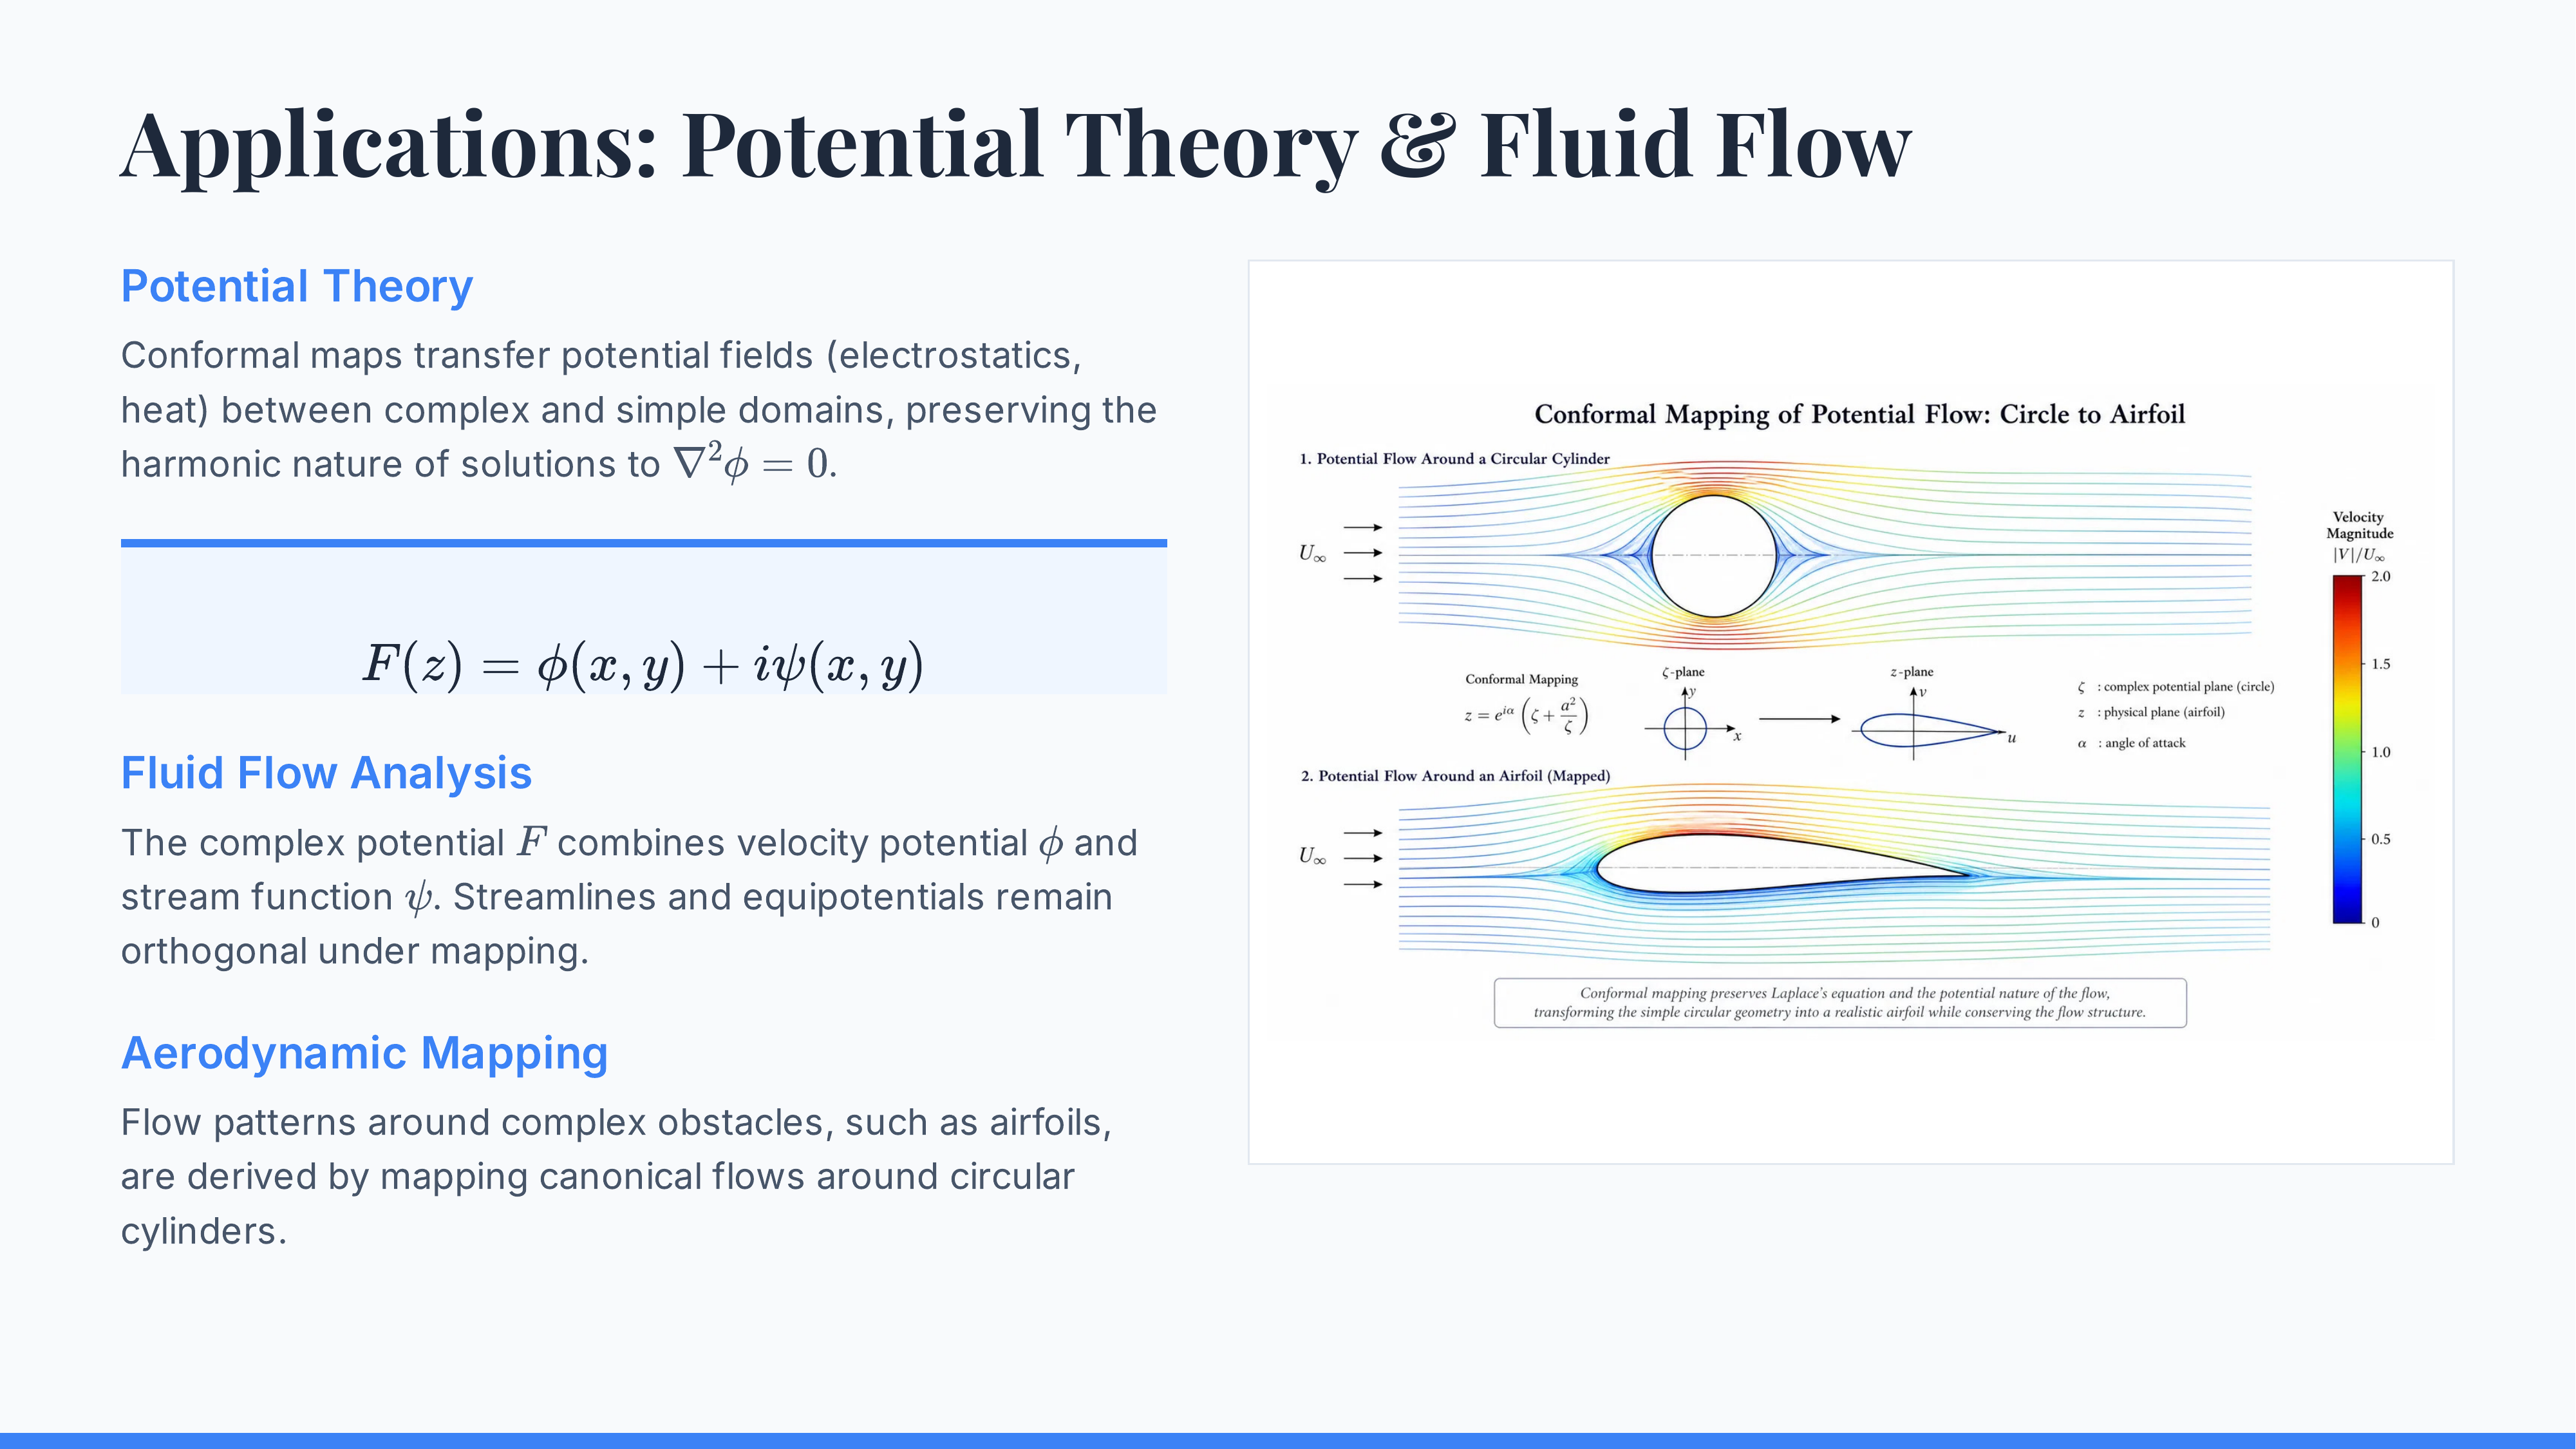 Applications: Potential Theory & Fluid Flow
Potential Theory
Conformal maps transfer potential fields (electrostatics,
heat) between complex and simple domains, preserving the
harmonic nature of solutions to ∇²ϕ = 0.
F(z) = ϕ(x, y) + iψ(x, y)
Fluid Flow Analysis
The complex potential F combines velocity potential ϕ and
stream function ψ. Streamlines and equipotentials remain
orthogonal under mapping.
Aerodynamic Mapping
Flow patterns around complex obstacles, such as airfoils,
are derived by mapping canonical flows around circular
cylinders.
Conformal Mapping of Potential Flow: Circle to Airfoil
1. Potential Flow Around a Circular Cylinder
U∞
Conformal Mapping
z = e^{iα} (ζ + a²/ζ)
ζ-plane
y
x
z-plane
v
u
ζ : complex potential plane (circle)
z : physical plane (airfoil)
α : angle of attack
2. Potential Flow Around an Airfoil (Mapped)
U∞
Conformal mapping preserves Laplace's equation and the potential nature of the flow,
transforming the simple circular geometry into a realistic airfoil while conserving the flow structure.
Velocity
Magnitude
|V|/U∞
2.0
1.5
1.0
0.5
0